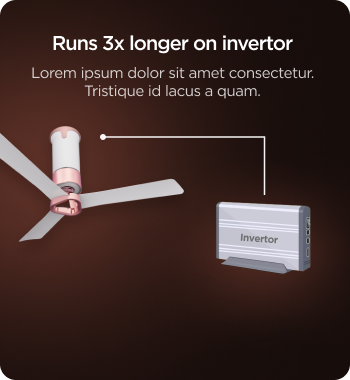 Runs 3x longer on invertor
Lorem ipsum dolor sit amet consectetur.
Tristique id lacus a quam.
Invertor